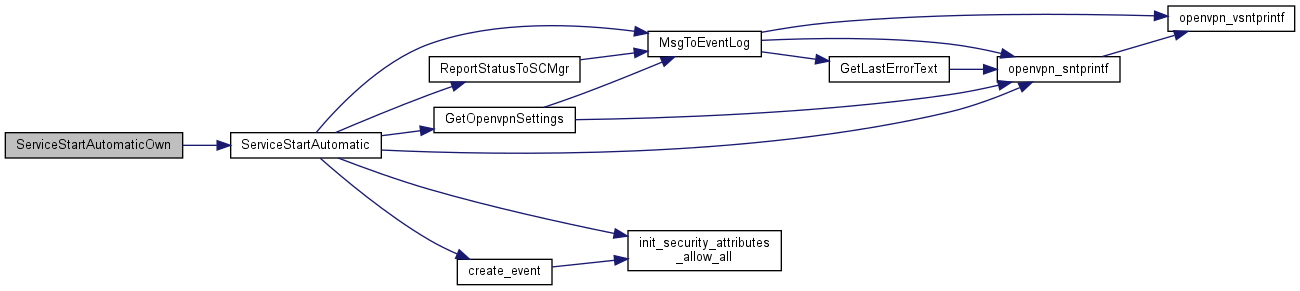 ServiceStartAutomaticOwn
ServiceStartAutomatic
ReportStatusToSCMgr
GetOpenvpnSettings
create_event
MsgToEventLog
init_security_attributes
_allow_all
GetLastErrorText
openvpn_sntprintf
openvpn_vsntprintf